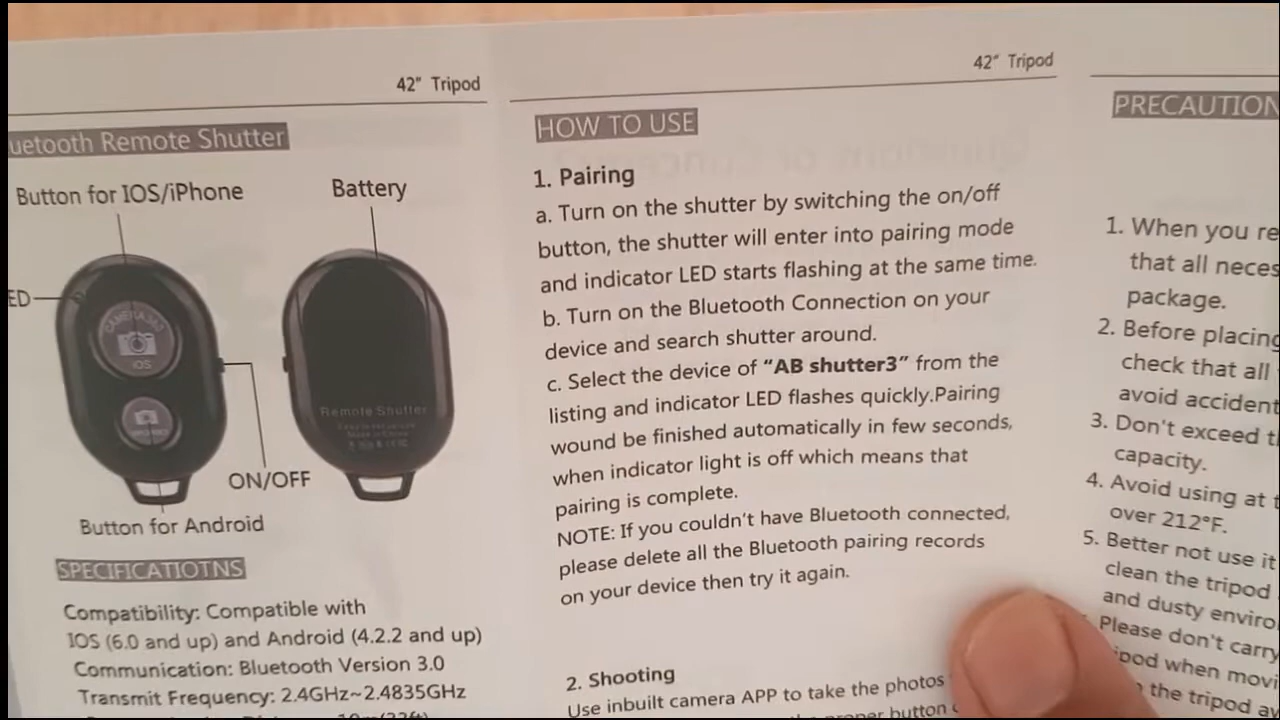 42" Tripod
uetooth Remote Shutter
Button for IOS/iPhone
Battery
ED
CAMERA 360
iOS
Remote Shutter
ON/OFF
Button for Android
SPECIFICATIOTNS
Compatibility: Compatible with
IOS (6.0 and up) and Android (4.2.2 and up)
Communication: Bluetooth Version 3.0
Transmit Frequency: 2.4GHz~2.4835GHz
42" Tripod
HOW TO USE
1. Pairing
a. Turn on the shutter by switching the on/off
button, the shutter will enter into pairing mode
and indicator LED starts flashing at the same time.
b. Turn on the Bluetooth Connection on your
device and search shutter around.
c. Select the device of “AB shutter3” from the
listing and indicator LED flashes quickly.Pairing
wound be finished automatically in few seconds,
when indicator light is off which means that
pairing is complete.
NOTE: If you couldn't have Bluetooth connected,
please delete all the Bluetooth pairing records
on your device then try it again.
2. Shooting
Use inbuilt camera APP to take the photos
button
PRECAUTION
1. When you re
that all neces
package.
2. Before placing
check that all
avoid accident
3. Don't exceed t
capacity.
4. Avoid using at t
over 212°F.
5. Better not use it
clean the tripod
and dusty enviro
Please don't carry
ipod when movi
the tripod aw